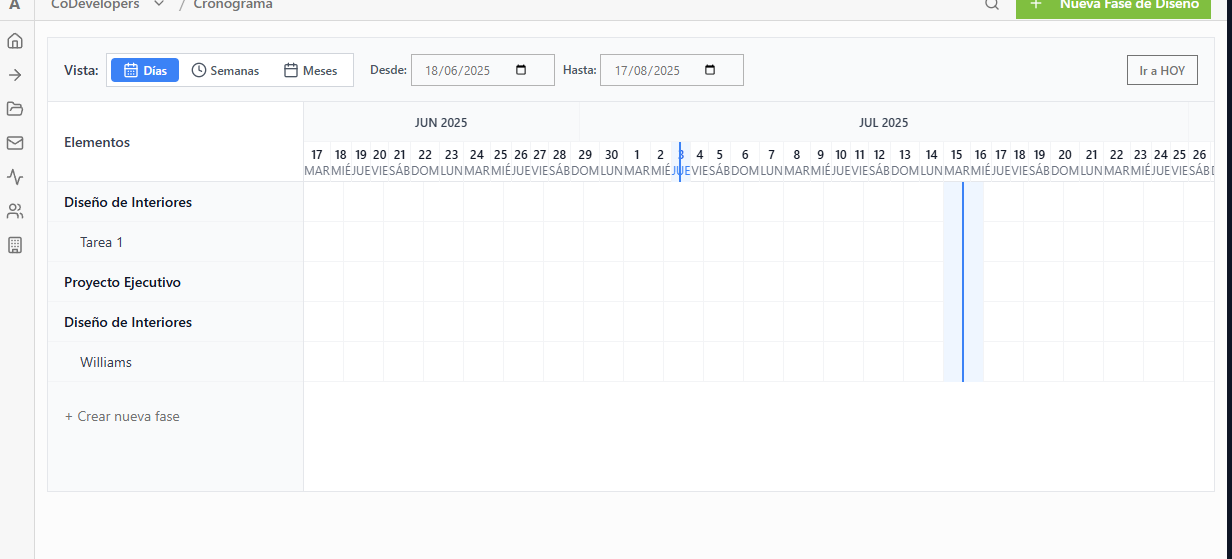 A CoDevelopers / Cronograma + Nueva Fase de Diseño
Vista: Días Semanas Meses Desde: 18/06/2025 Hasta: 17/08/2025 Ir a HOY
Elementos
JUN 2025 JUL 2025
17 18 19 20 21 22 23 24 25 26 27 28 29 30 1 2 3 4 5 6 7 8 9 10 11 12 13 14 15 16 17 18 19 20 21 22 23 24 25 26
MAR MIÉ JUE VIE SÁB DOM LUN MAR MIÉ JUE VIE SÁB DOM LUN MAR MIÉ JUE VIE SÁB DOM LUN MAR MIÉ JUE VIE SÁB DOM LUN MAR MIÉ JUE VIE SÁB DOM LUN MAR MIÉ JUE VIE SÁB
Diseño de Interiores
Tarea 1
Proyecto Ejecutivo
Diseño de Interiores
Williams
+ Crear nueva fase